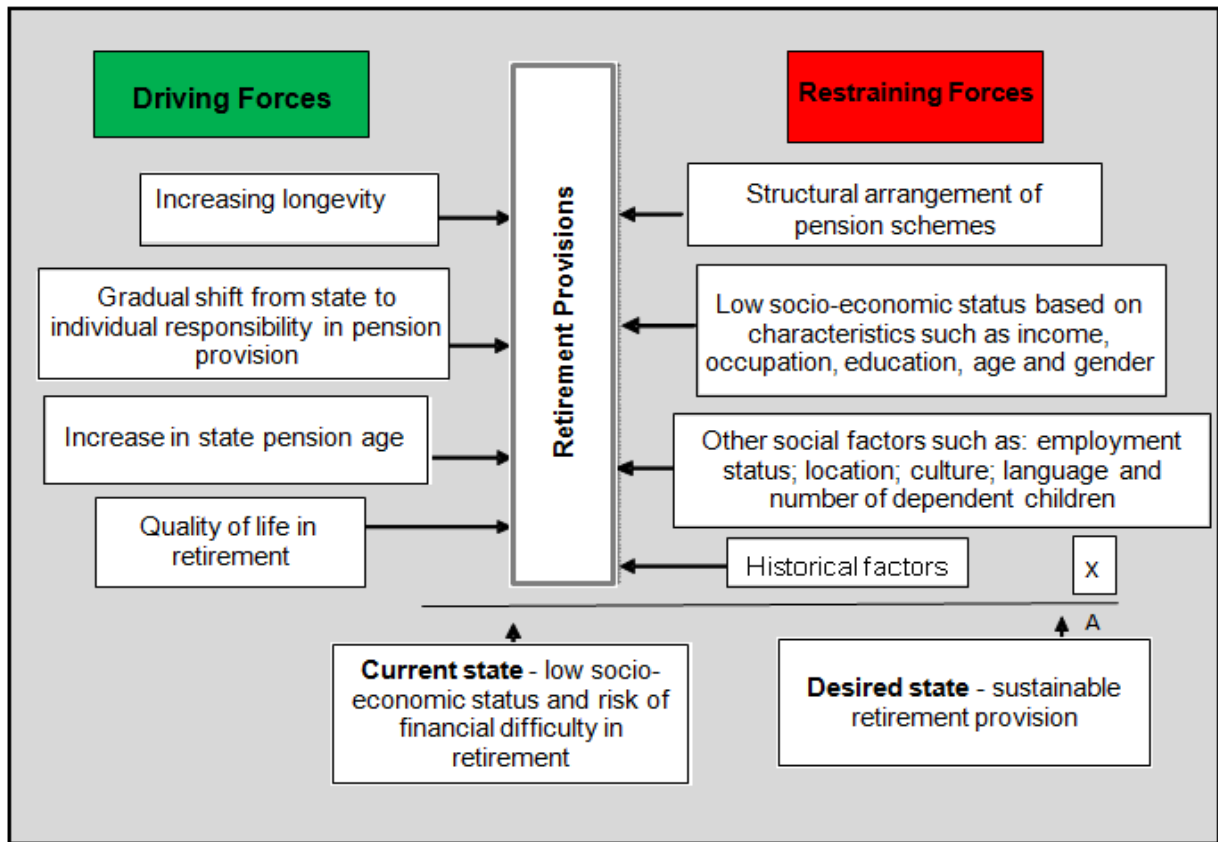 Driving Forces
Restraining Forces
Increasing longevity
Gradual shift from state to
individual responsibility in pension
provision
Increase in state pension age
Quality of life in
retirement
Retirement Provisions
Structural arrangement of
pension schemes
Low socio-economic status based on
characteristics such as income,
occupation, education, age and gender
Other social factors such as: employment
status; location; culture; language and
number of dependent children
Historical factors
X
A
Current state - low socio-
economic status and risk of
financial difficulty in
retirement
Desired state - sustainable
retirement provision